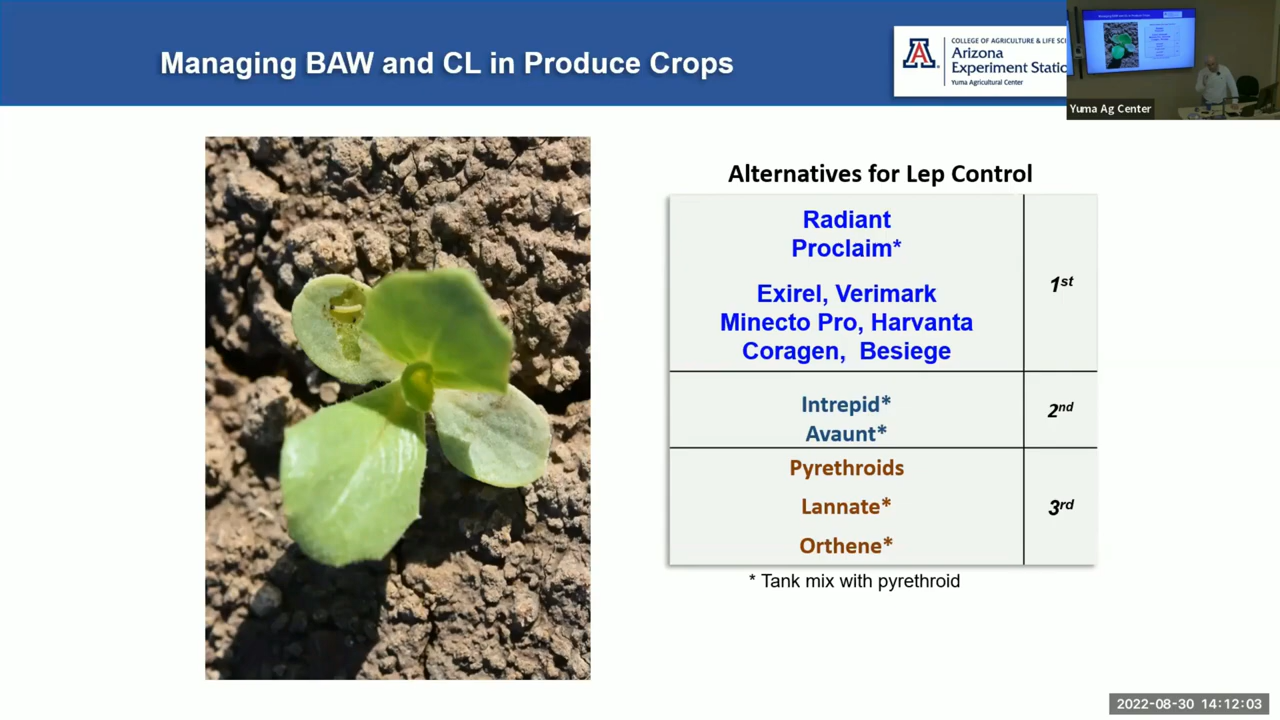 Managing BAW and CL in Produce Crops
COLLEGE OF AGRICULTURE & LIFE
Arizona
Experiment
Yuma Agricultural Center
Yuma Ag Center
Alternatives for Lep Control
Radiant
Proclaim*
1st
Exirel, Verimark
Minecto Pro, Harvanta
Coragen, Besiege
Intrepid*
2nd
Avaunt*
Pyrethroids
Lannate*
3rd
Orthene*
* Tank mix with pyrethroid
2022-08-30 14:12:03